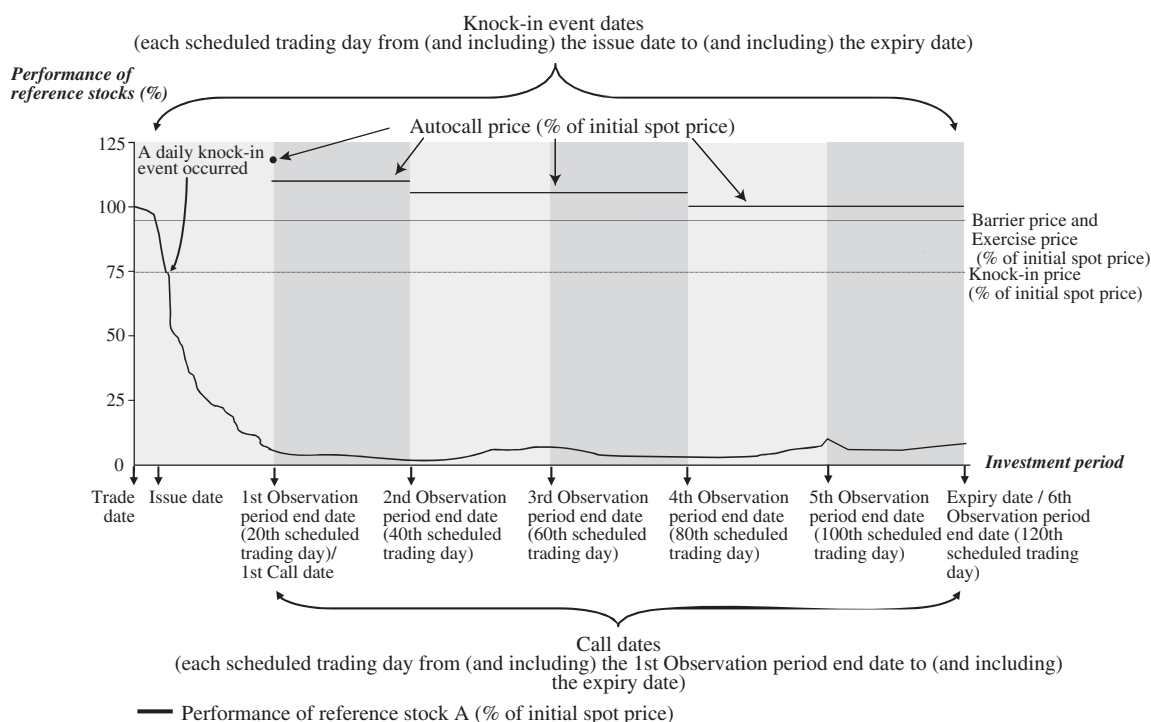 Knock-in event dates
(each scheduled trading day from (and including) the issue date to (and including) the expiry date)
Performance of
reference stocks (%)
Autocall price (% of initial spot price)
A daily knock-in
event occurred
125
100
75
50
25
0
Barrier price and
Exercise price
(% of initial spot price)
Knock-in price
(% of initial spot price)
Investment period
Trade
date
Issue date
1st Observation
period end date
(20th scheduled
trading day)/
1st Call date
2nd Observation
period end date
(40th scheduled
trading day)
3rd Observation
period end date
(60th scheduled
trading day)
4th Observation
period end date
(80th scheduled
trading day)
5th Observation
period end date
(100th scheduled
trading day)
Expiry date / 6th
Observation period
end date (120th
scheduled trading
day)
Call dates
(each scheduled trading day from (and including) the 1st Observation period end date to (and including)
the expiry date)
Performance of reference stock A (% of initial spot price)